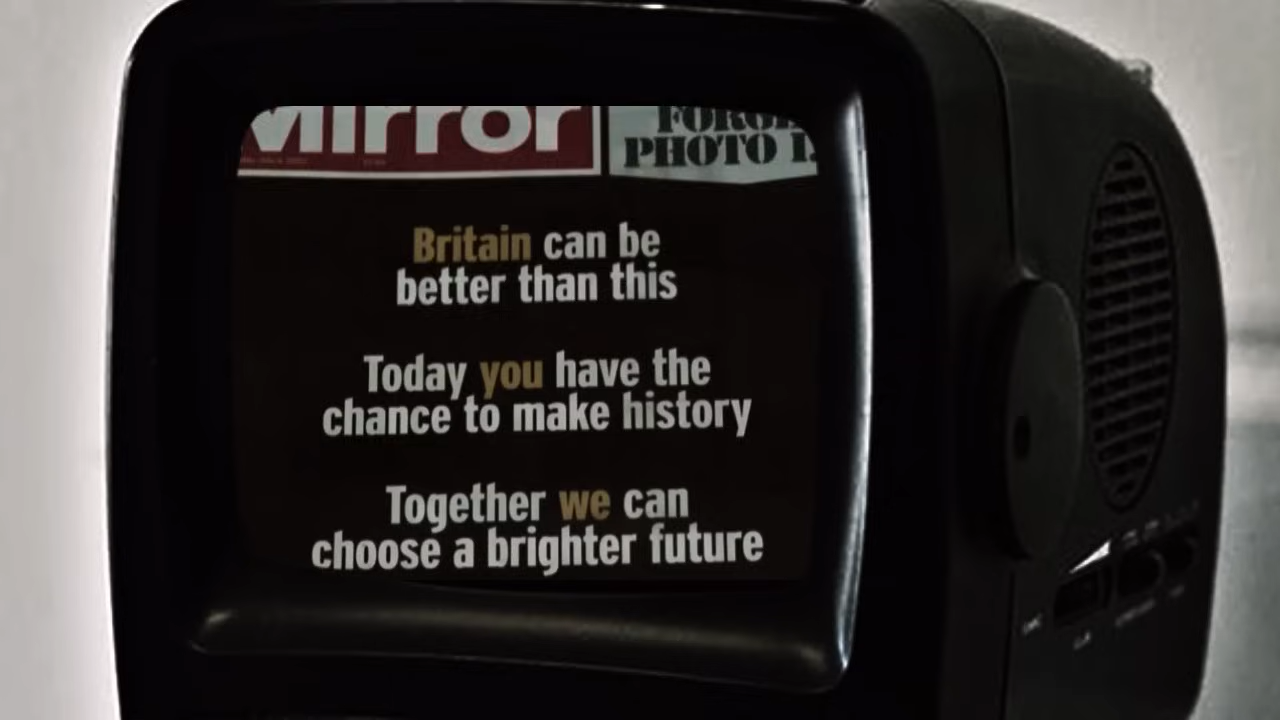 Mirror
PHOTO
Britain can be
better than this
Today you have the
chance to make history
Together we can
choose a brighter future